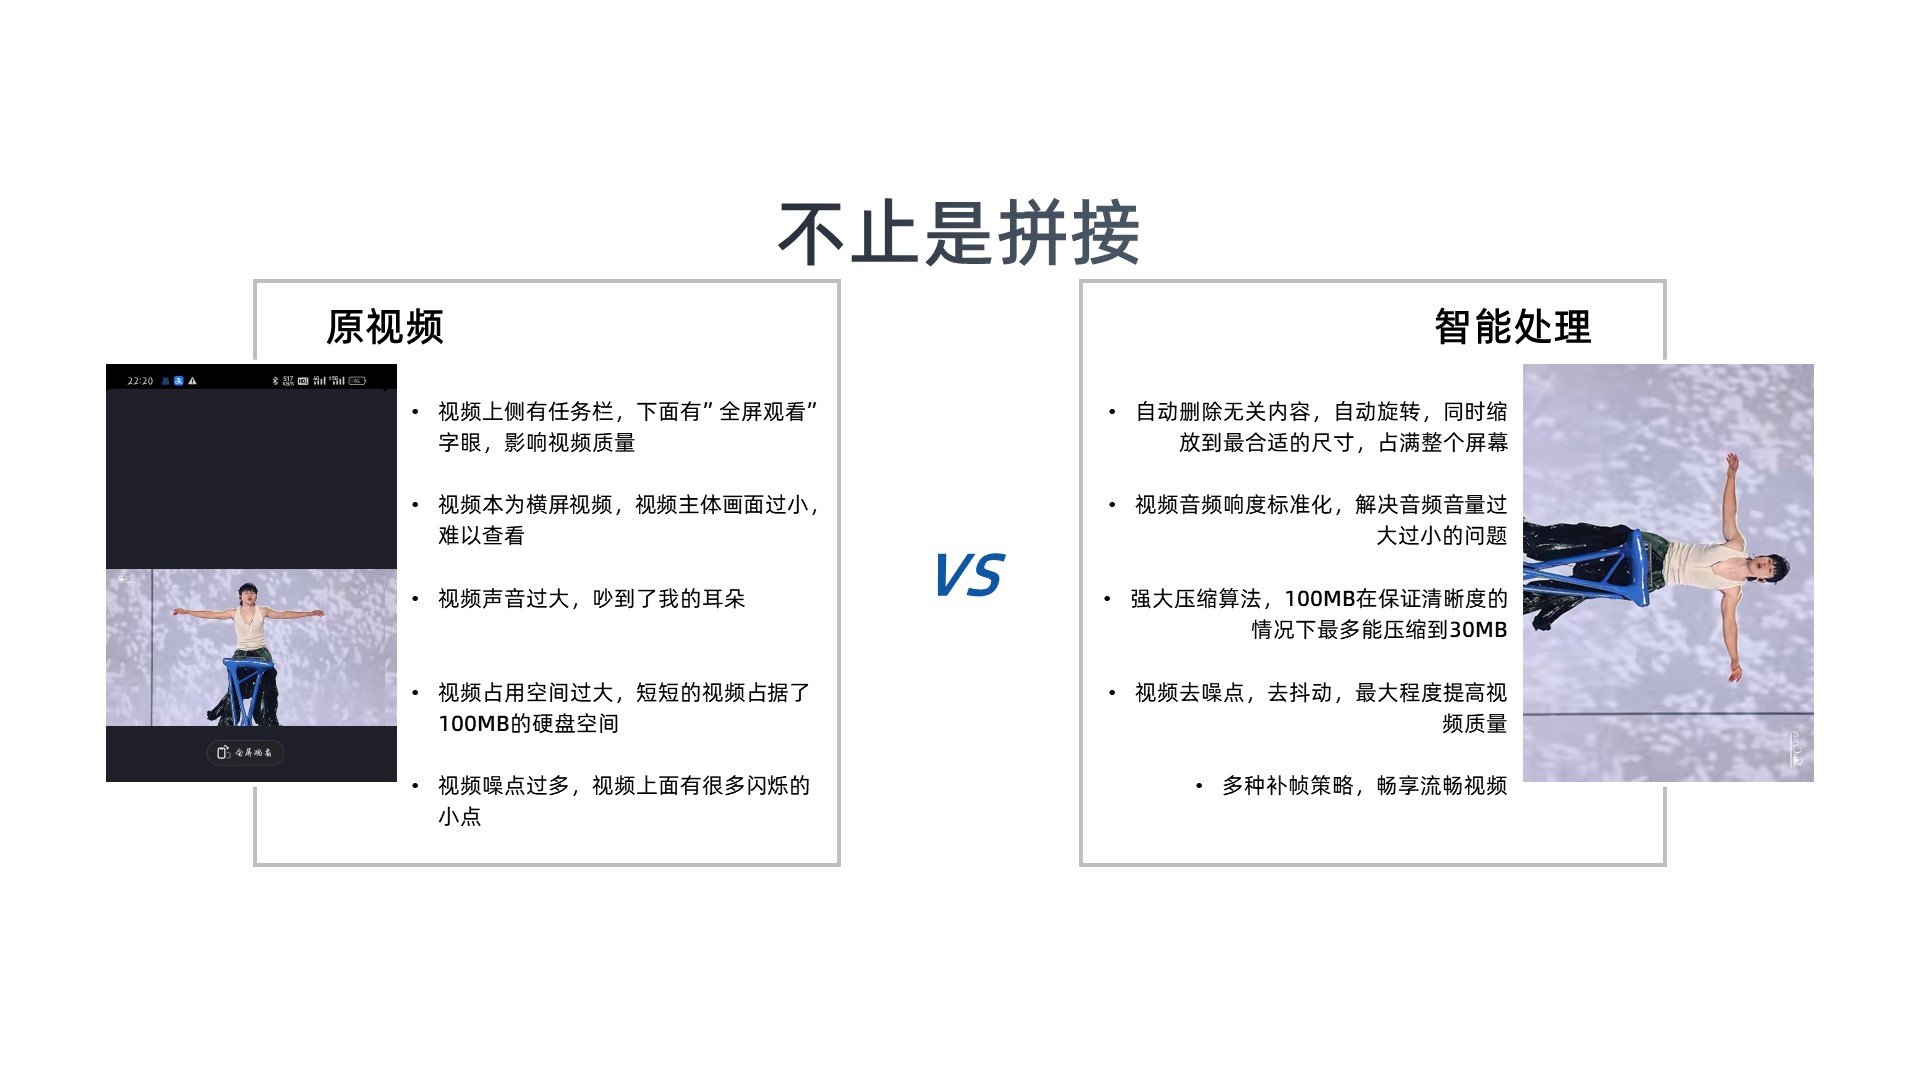 不止是拼接
原视频
22:20
517
KB/S
HD
4G
5G
视频上侧有任务栏，下面有”全屏观看”
字眼，影响视频质量
视频本为横屏视频，视频主体画面过小，
难以查看
视频声音过大，吵到了我的耳朵
视频占用空间过大，短短的视频占据了
100MB的硬盘空间
视频噪点过多，视频上面有很多闪烁的
小点
全屏观看
VS
智能处理
自动删除无关内容，自动旋转，同时缩
放到最合适的尺寸，占满整个屏幕
视频音频响度标准化，解决音频音量过
大过小的问题
强大压缩算法，100MB在保证清晰度的
情况下最多能压缩到30MB
视频去噪点，去抖动，最大程度提高视
频质量
多种补帧策略，畅享流畅视频